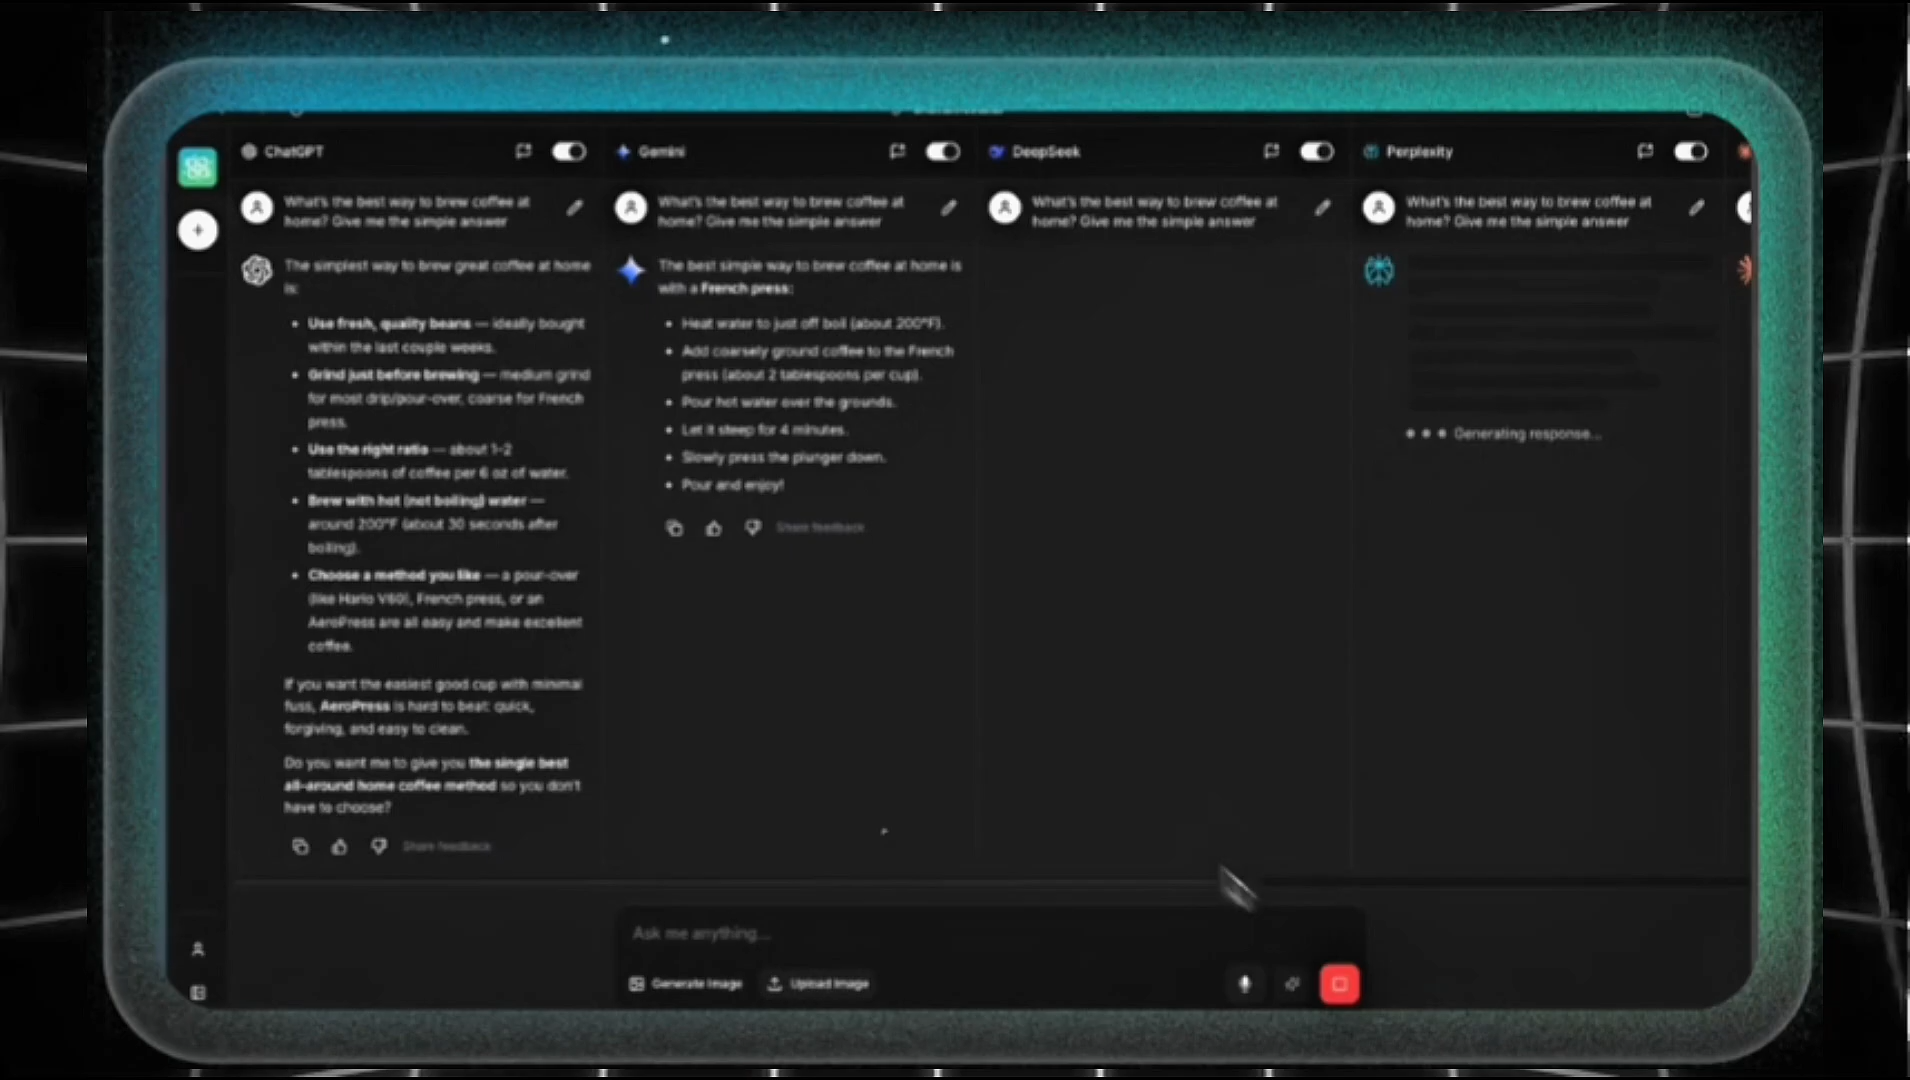 ChatGPT
What's the best way to brew coffee at
home? Give me the simple answer
The simplest way to brew great coffee at home
is:
• Use fresh, quality beans — ideally bought
within the last couple weeks.
• Grind just before brewing — medium grind
for most drip/pour-over, coarse for French
press.
• Use the right ratio — about 1–2
tablespoons of coffee per 6 oz of water.
• Brew with hot (not boiling) water —
around 200°F (about 30 seconds after
boiling).
• Choose a method you like — a pour-over
(like Hario V60), French press, or an
AeroPress are all easy and make excellent
coffee.
If you want the easiest good cup with minimal
fuss, AeroPress is hard to beat: quick,
forgiving, and easy to clean.
Do you want me to give you the single best
all-around home coffee method so you don't
have to choose?
Share feedback
Gemini
What's the best way to brew coffee at
home? Give me the simple answer
The best simple way to brew coffee at home is
with a French press:
• Heat water to just off boil (about 200°F).
• Add coarsely ground coffee to the French
press (about 2 tablespoons per cup).
• Pour hot water over the grounds.
• Let it steep for 4 minutes.
• Slowly press the plunger down.
• Pour and enjoy!
Share feedback
DeepSeek
What's the best way to brew coffee at
home? Give me the simple answer
Perplexity
What's the best way to brew coffee at
home? Give me the simple answer
Generating response...
Ask me anything...
Generate Image
Upload Image